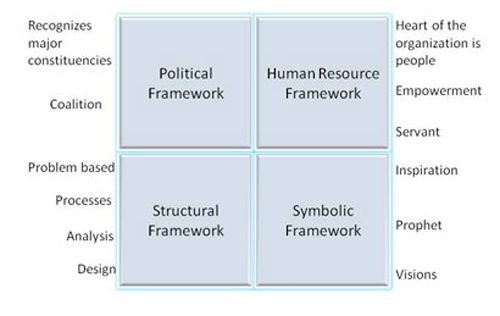 Recognizes
major
constituencies
Coalition
Political
Framework
Human Resource
Framework
Heart of the
organization is
people
Empowerment
Servant
Problem based
Processes
Analysis
Design
Structural
Framework
Symbolic
Framework
Inspiration
Prophet
Visions